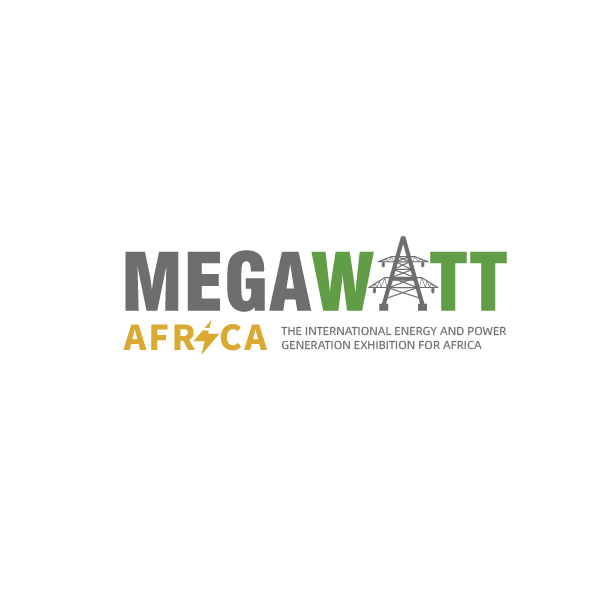 MEGAWATT
AFRICA
THE INTERNATIONAL ENERGY AND POWER
GENERATION EXHIBITION FOR AFRICA